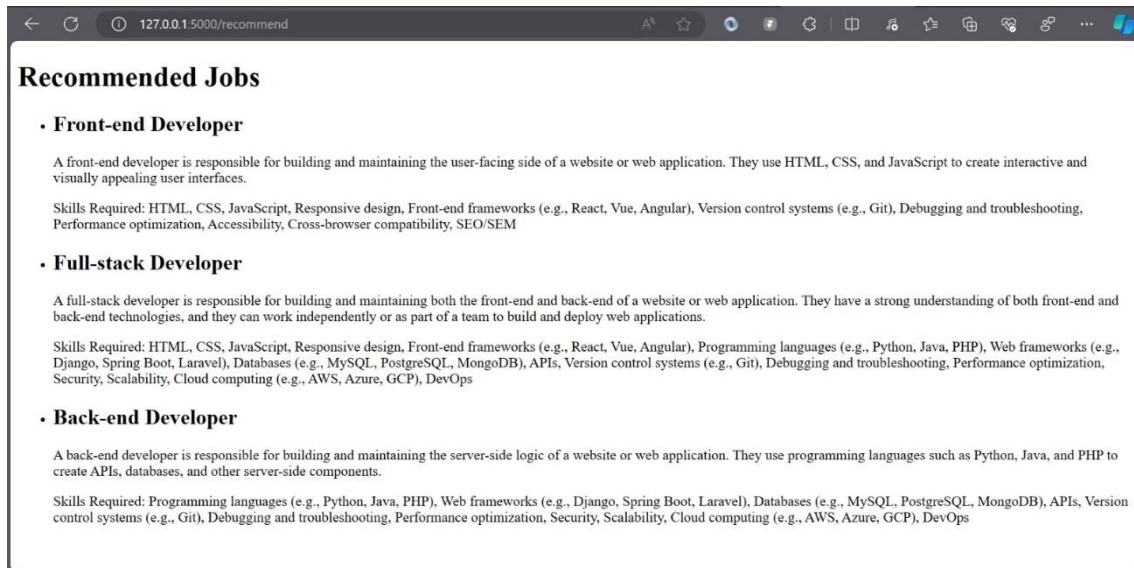 127.0.0.1:5000/recommend
Recommended Jobs
• Front-end Developer
A front-end developer is responsible for building and maintaining the user-facing side of a website or web application. They use HTML, CSS, and JavaScript to create interactive and
visually appealing user interfaces.
Skills Required: HTML, CSS, JavaScript, Responsive design, Front-end frameworks (e.g., React, Vue, Angular), Version control systems (e.g., Git), Debugging and troubleshooting,
Performance optimization, Accessibility, Cross-browser compatibility, SEO/SEM
• Full-stack Developer
A full-stack developer is responsible for building and maintaining both the front-end and back-end of a website or web application. They have a strong understanding of both front-end and
back-end technologies, and they can work independently or as part of a team to build and deploy web applications.
Skills Required: HTML, CSS, JavaScript, Responsive design, Front-end frameworks (e.g., React, Vue, Angular), Programming languages (e.g., Python, Java, PHP), Web frameworks (e.g.,
Django, Spring Boot, Laravel), Databases (e.g., MySQL, PostgreSQL, MongoDB), APIs, Version control systems (e.g., Git), Debugging and troubleshooting, Performance optimization,
Security, Scalability, Cloud computing (e.g., AWS, Azure, GCP), DevOps
• Back-end Developer
A back-end developer is responsible for building and maintaining the server-side logic of a website or web application. They use programming languages such as Python, Java, and PHP to
create APIs, databases, and other server-side components.
Skills Required: Programming languages (e.g., Python, Java, PHP), Web frameworks (e.g., Django, Spring Boot, Laravel), Databases (e.g., MySQL, PostgreSQL, MongoDB), APIs, Version
control systems (e.g., Git), Debugging and troubleshooting, Performance optimization, Security, Scalability, Cloud computing (e.g., AWS, Azure, GCP), DevOps